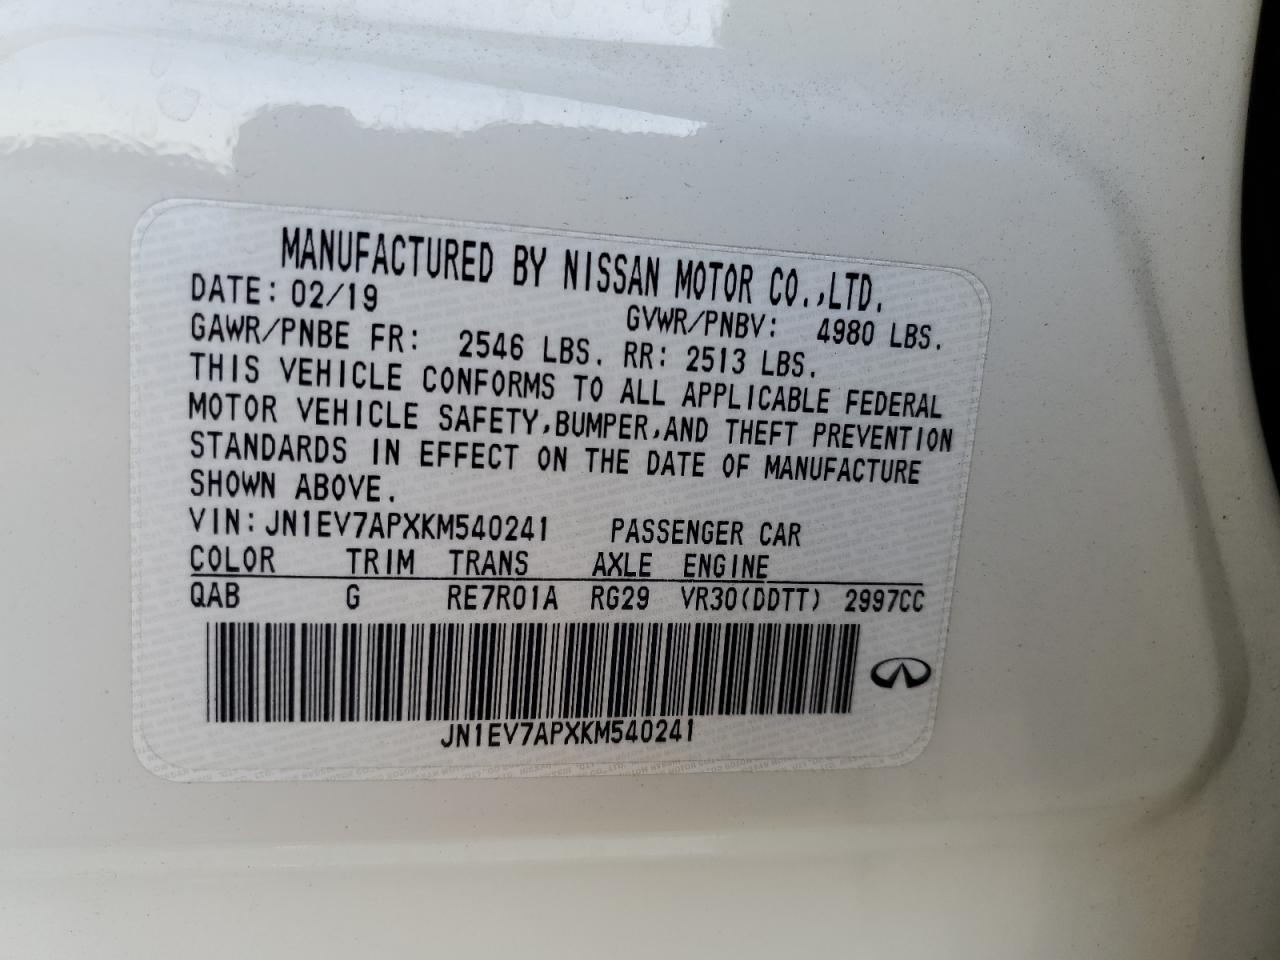 MANUFACTURED BY NISSAN MOTOR CO.,LTD.
DATE: 02/19 GVWR/PNBV: 4980 LBS.
GAWR/PNBE FR: 2546 LBS. RR: 2513 LBS.
THIS VEHICLE CONFORMS TO ALL APPLICABLE FEDERAL
MOTOR VEHICLE SAFETY,BUMPER,AND THEFT PREVENTION
STANDARDS IN EFFECT ON THE DATE OF MANUFACTURE
SHOWN ABOVE.
VIN: JN1EV7APXKM540241 PASSENGER CAR
COLOR TRIM TRANS AXLE ENGINE
QAB G RE7R01A RG29 VR30(DDTT) 2997CC
JN1EV7APXKM540241